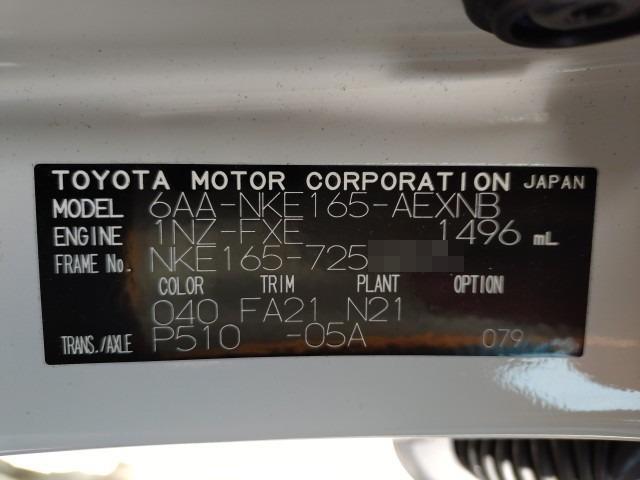 TOYOTA MOTOR CORPORATION JAPAN
MODEL 6AA-NKE165-AEXNB
ENGINE 1NZ-FXE 1496 mL
FRAME No. NKE165-725
COLOR TRIM PLANT OPTION
040 FA21 N21
TRANS./AXLE P510 -05A 079